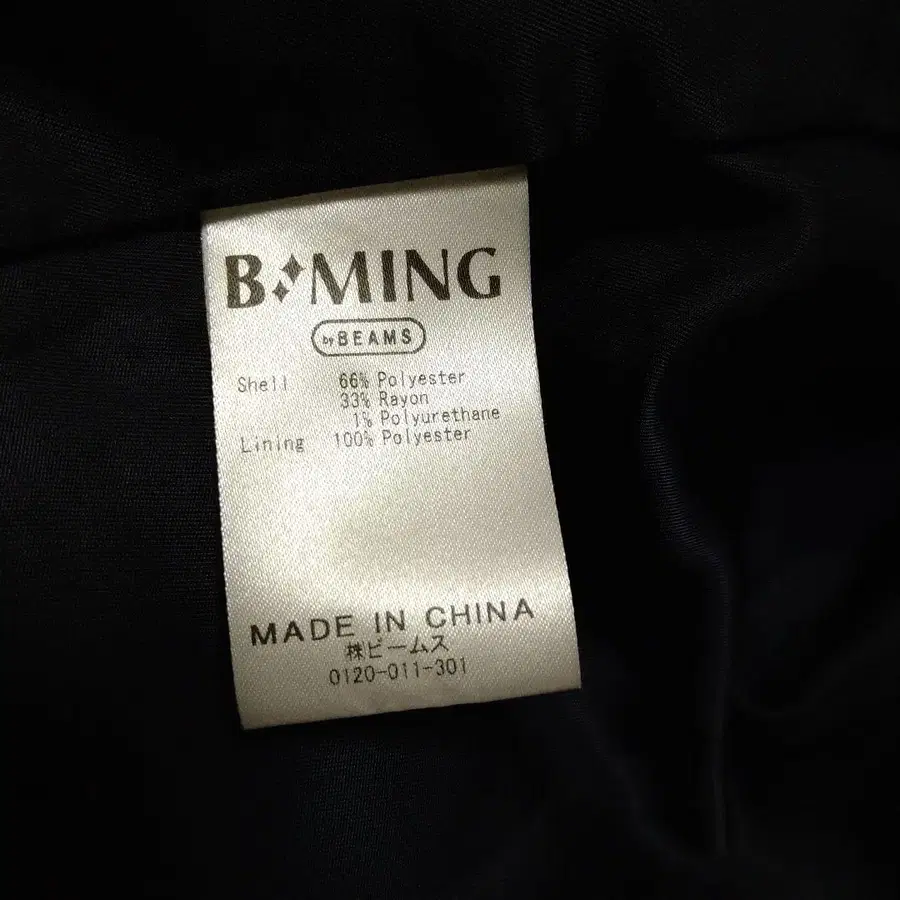 B:MING
by BEAMS
Shell 66% Polyester
33% Rayon
1% Polyurethane
Lining 100% Polyester
MADE IN CHINA
㈱ビームス
0120-011-301